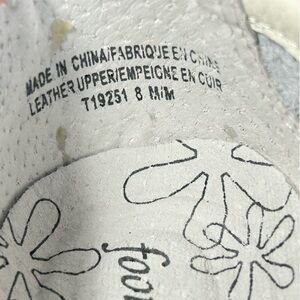 MADE IN CHINA/FABRIQUE EN CHINE
LEATHER UPPER/EMPEIGNE EN CUIR
T19251 8 M/M